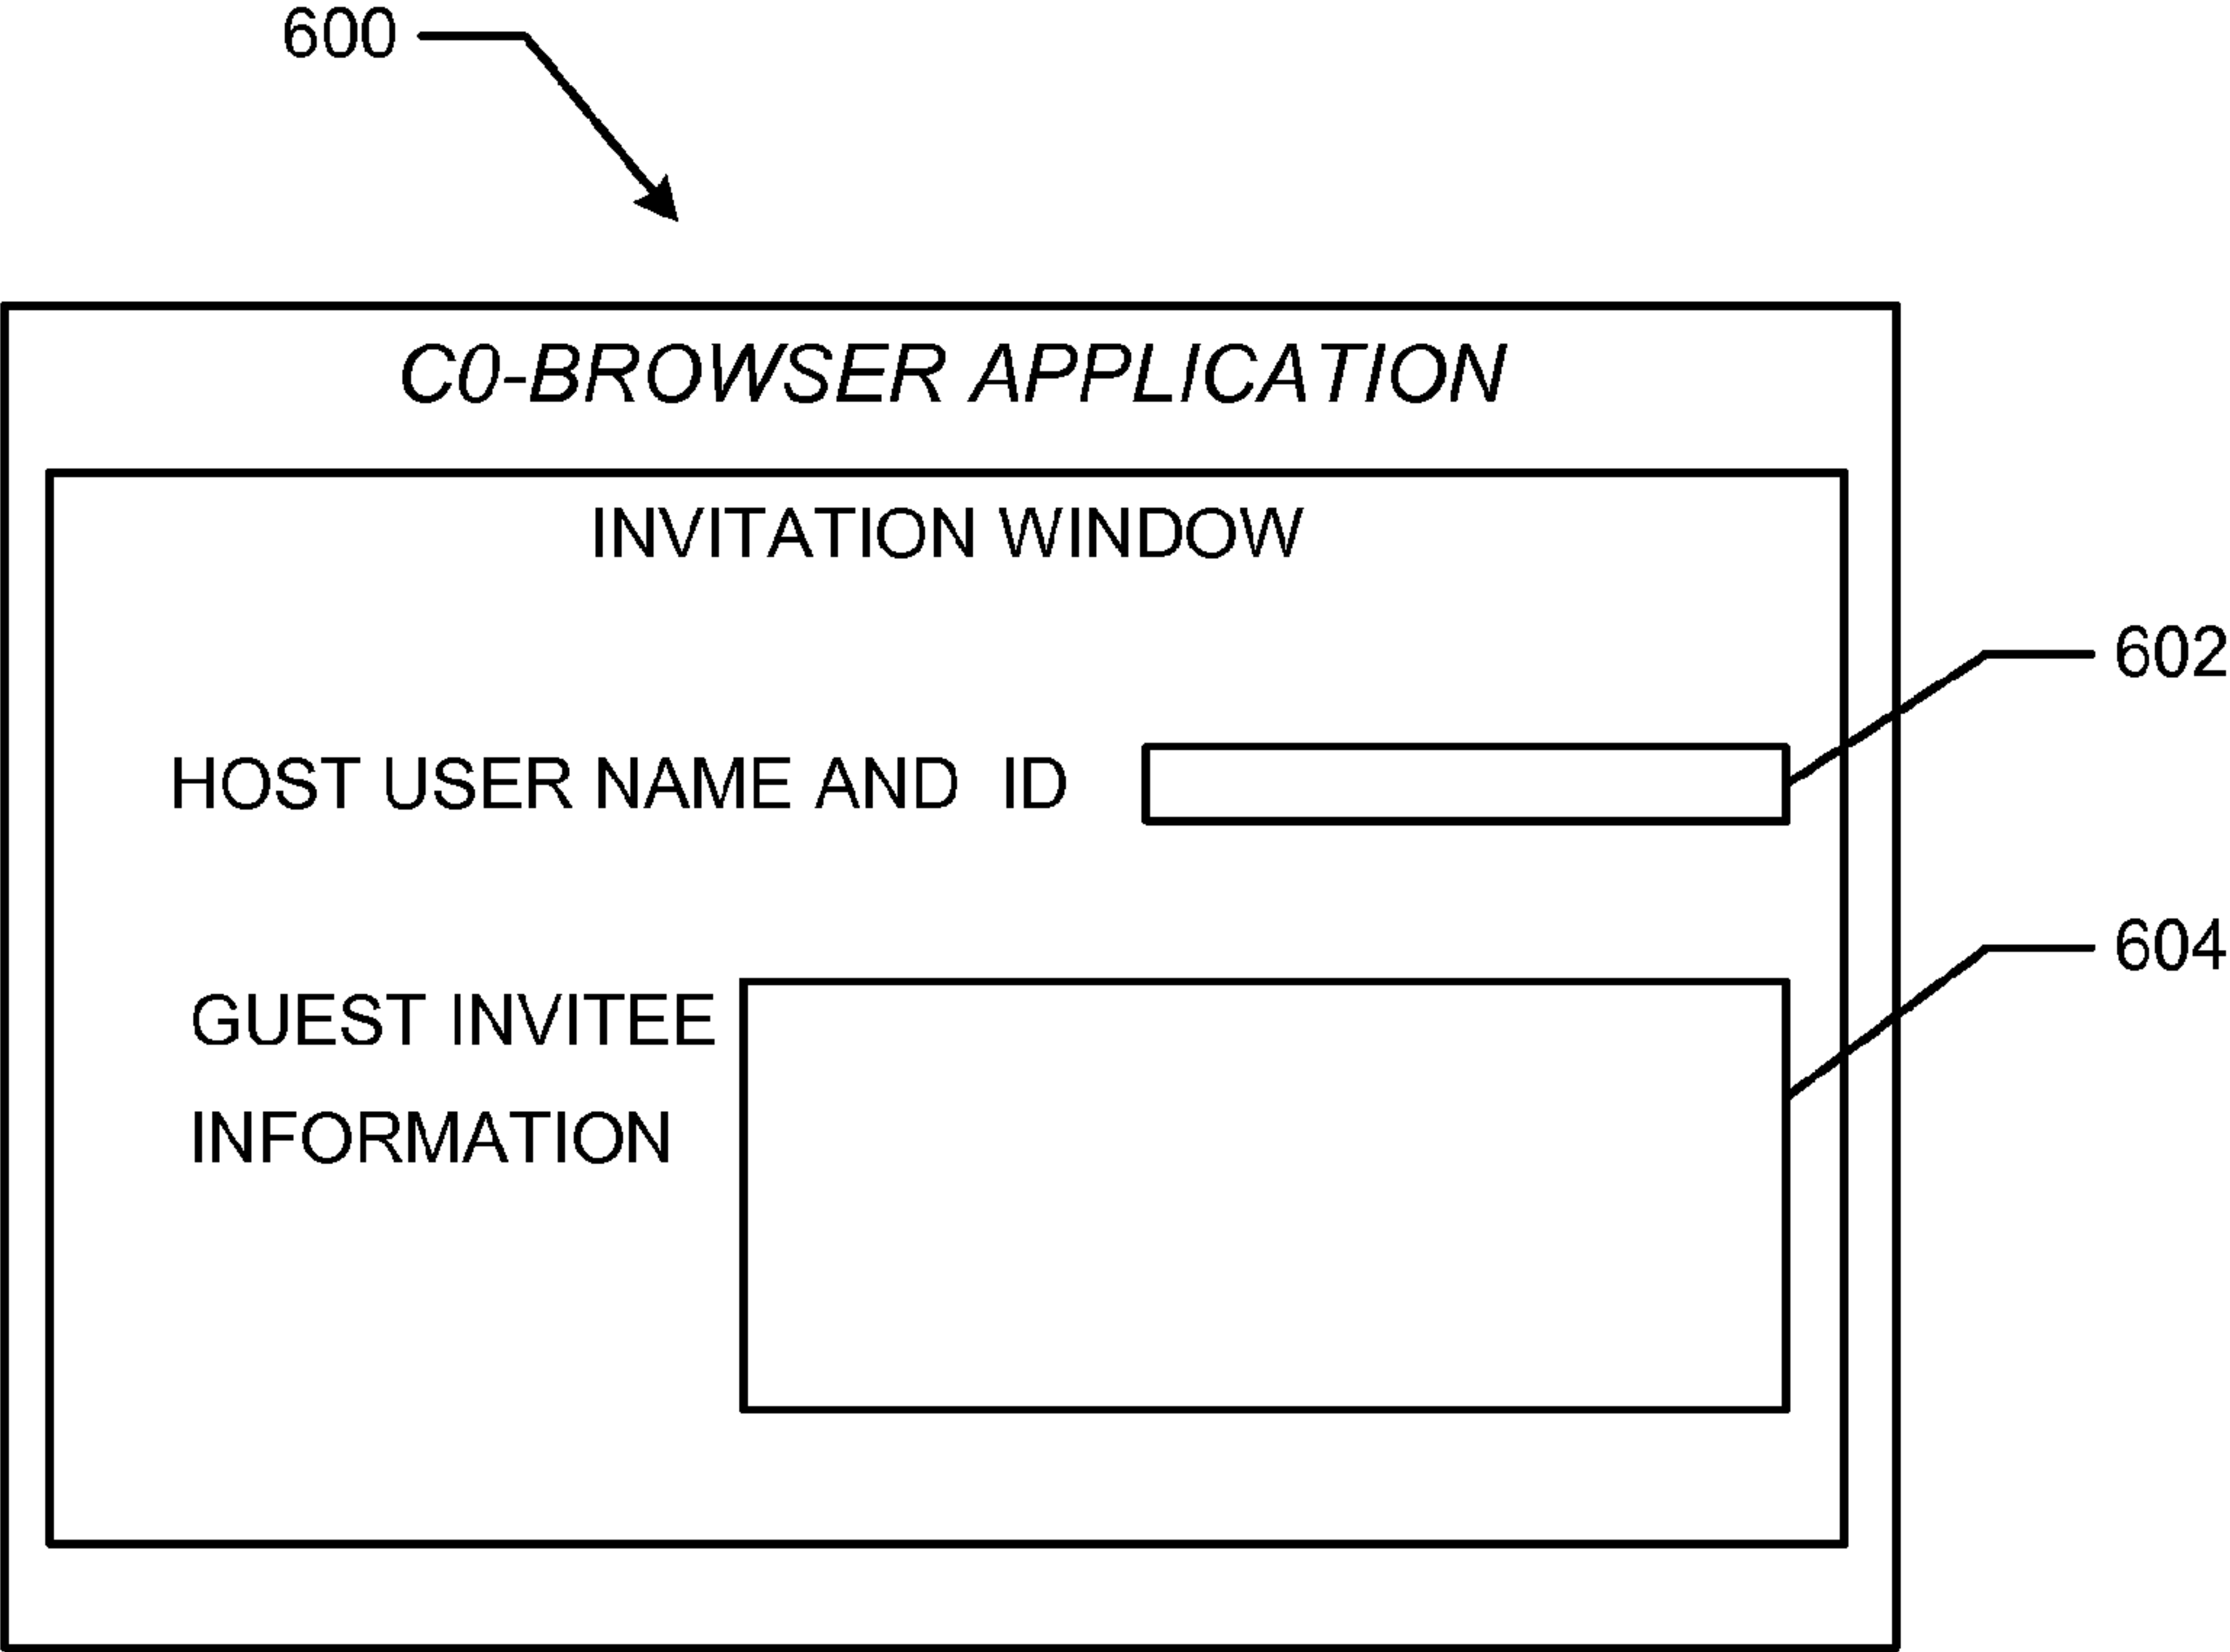 600
C0-BROWSER APPLICATION
INVITATION WINDOW
602
HOST USER NAME AND ID
604
GUEST INVITEE
INFORMATION